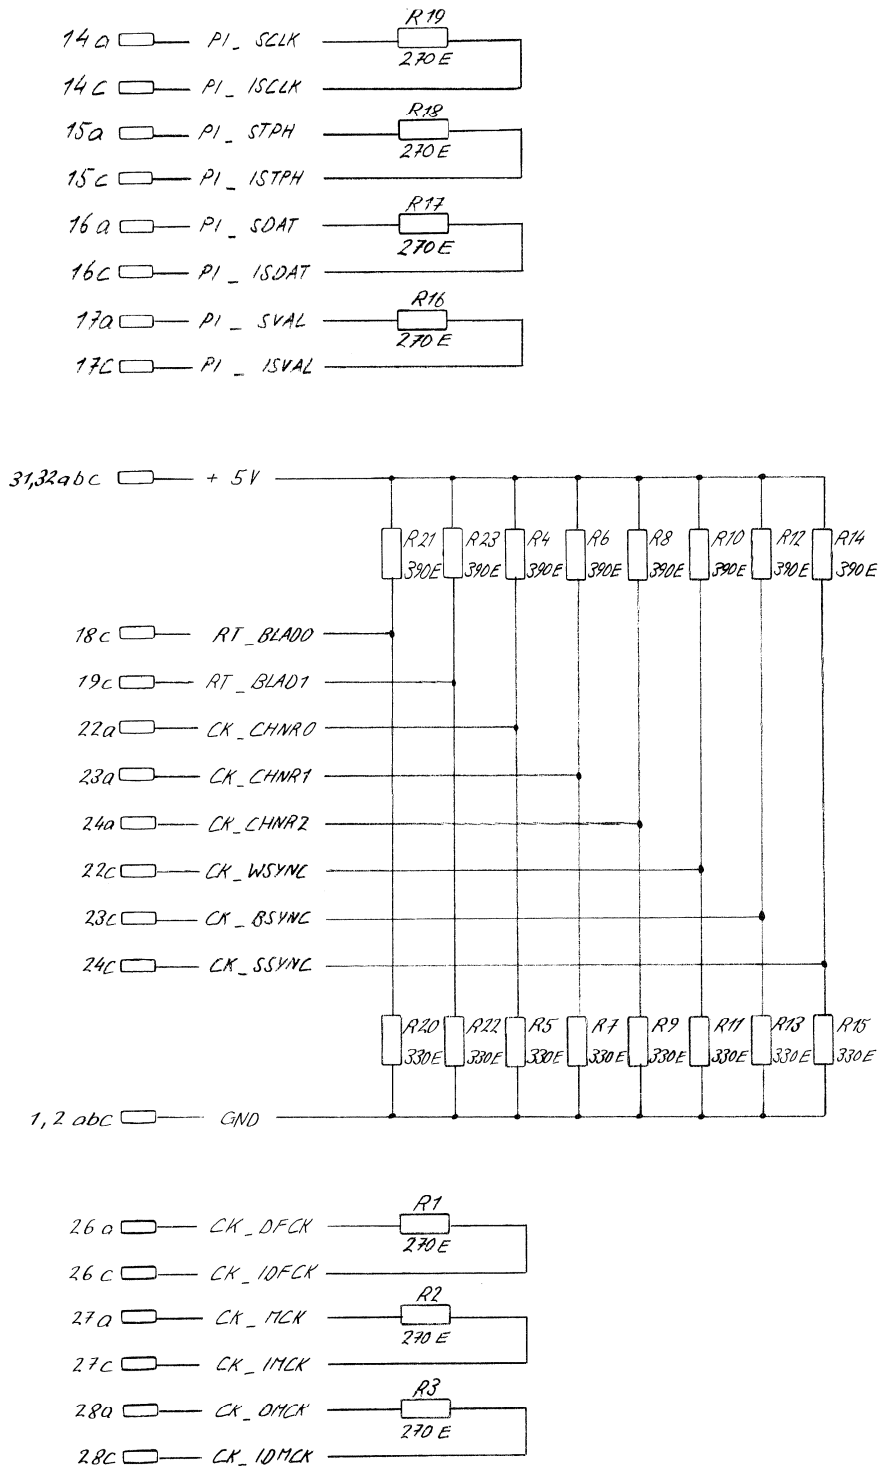 R19
14a PI_SCLK
270E
14c PI_ISCLK
R18
15a PI_STPH
270E
15c PI_ISTPH
R17
16a PI_SDAT
270E
16c PI_ISDAT
R16
17a PI_SVAL
270E
17c PI_ISVAL
31,32abc +5V
R21 R23 R4 R6 R8 R10 R12 R14
390E 390E 390E 390E 390E 390E 390E 390E
18c RT_BLAD0
19c RT_BLAD1
22a CK_CHNR0
23a CK_CHNR1
24a CK_CHNR2
22c CK_WSYNC
23c CK_BSYNC
24c CK_SSYNC
R20 R22 R5 R7 R9 R11 R13 R15
330E 330E 330E 330E 330E 330E 330E 330E
1,2 abc GND
R1
26a CK_DFCK
270E
26c CK_IDFCK
R2
27a CK_MCK
270E
27c CK_IMCK
R3
28a CK_DMCK
270E
28c CK_IDMCK